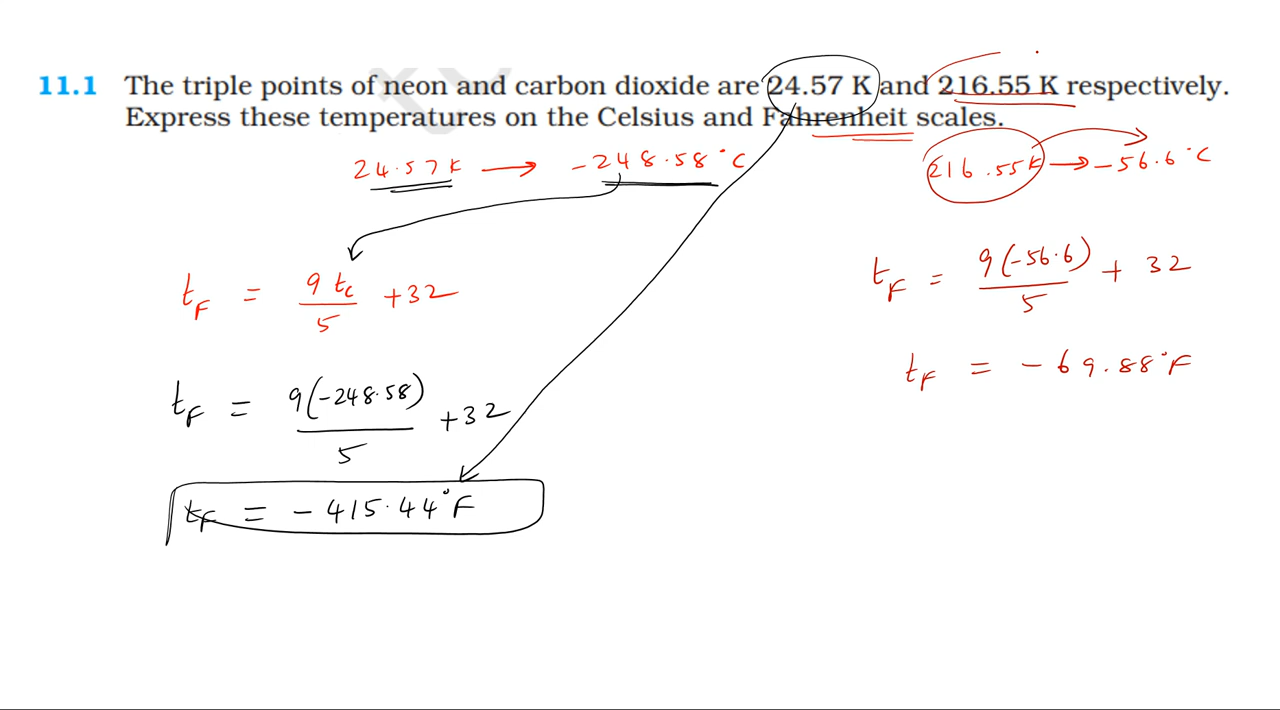 11.1 The triple points of neon and carbon dioxide are 24.57 K and 216.55 K respectively.
Express these temperatures on the Celsius and Fahrenheit scales.
24.57 K → -248.58°C
216.55K → -56.6°C
t_F = 9 t_c / 5 + 32
t_F = 9(-248.58) / 5 + 32
t_F = -415.44°F
t_F = 9(-56.6) / 5 + 32
t_F = -69.88°F